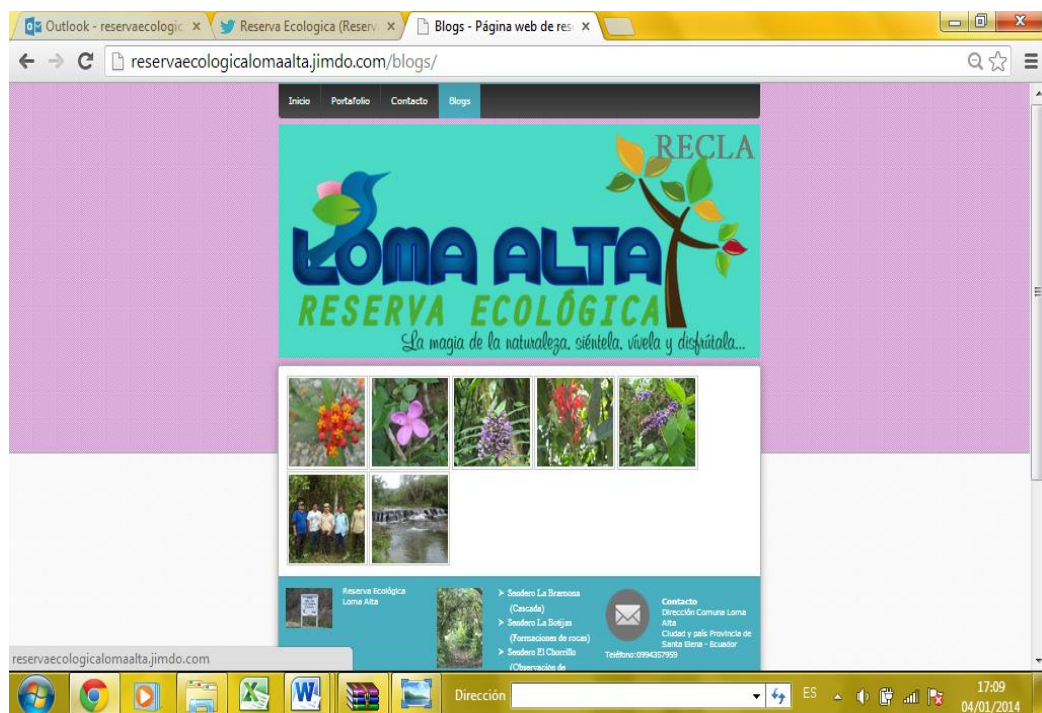 Outlook - reservaecologic
Reserva Ecologica (Reserv
Blogs - Página web de res
reservaecologicalomaalta.jimdo.com/blogs/
Inicio Portafolio Contacto Blogs
RECLA
LOMA ALTA
RESERVA ECOLÓGICA
La magia de la naturaleza, siéntela, vívela y disfrútala...
Reserva Ecológica
Loma Alta
Sendero La Bramosa
(Cascada)
Sendero La Botijas
(Formaciones de rocas)
Sendero El Chorrillo
(Observación de
Contacto
Dirección Comuna Loma
Alta
Ciudad y país Provincia de
Santa Elena - Ecuador
Teléfono:0994357959
reservaecologicalomaalta.jimdo.com
Dirección
ES
17:09
04/01/2014